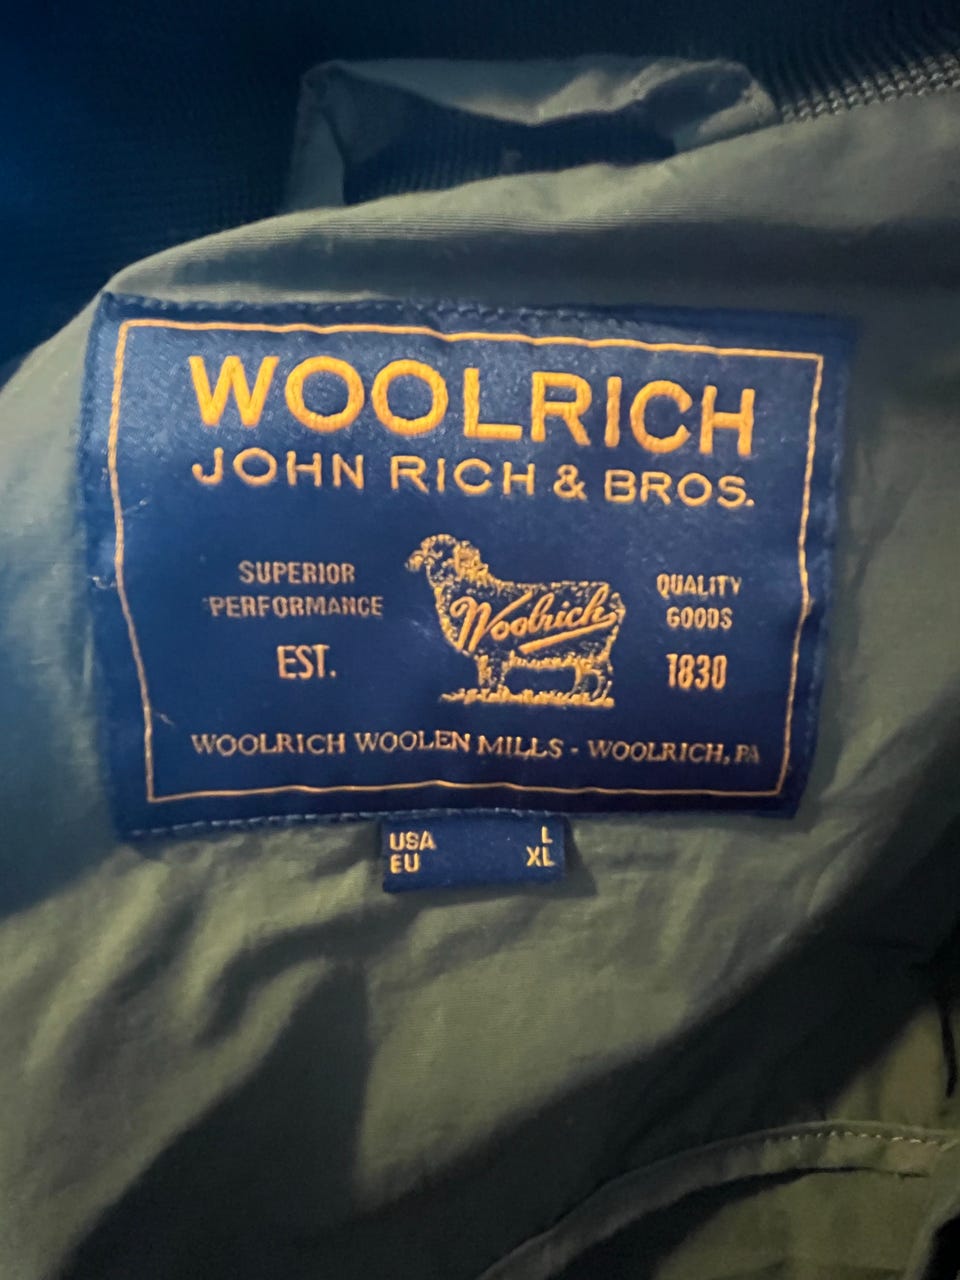 WOOLRICH
JOHN RICH & BROS.
SUPERIOR
PERFORMANCE
EST.
Woolrich
QUALITY
GOODS
1830
WOOLRICH WOOLEN MILLS - WOOLRICH, PA
USA L
EU XL